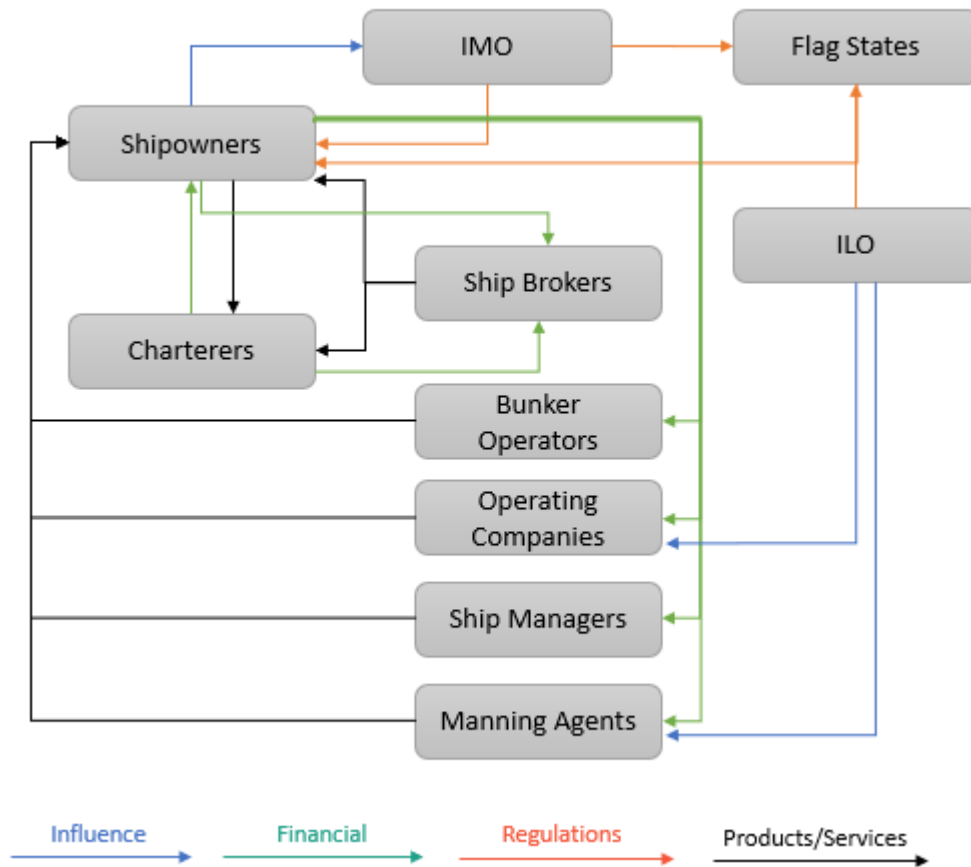 IMO
Flag States
Shipowners
ILO
Ship Brokers
Charterers
Bunker
Operators
Operating
Companies
Ship Managers
Manning Agents
Influence
Financial
Regulations
Products/Services